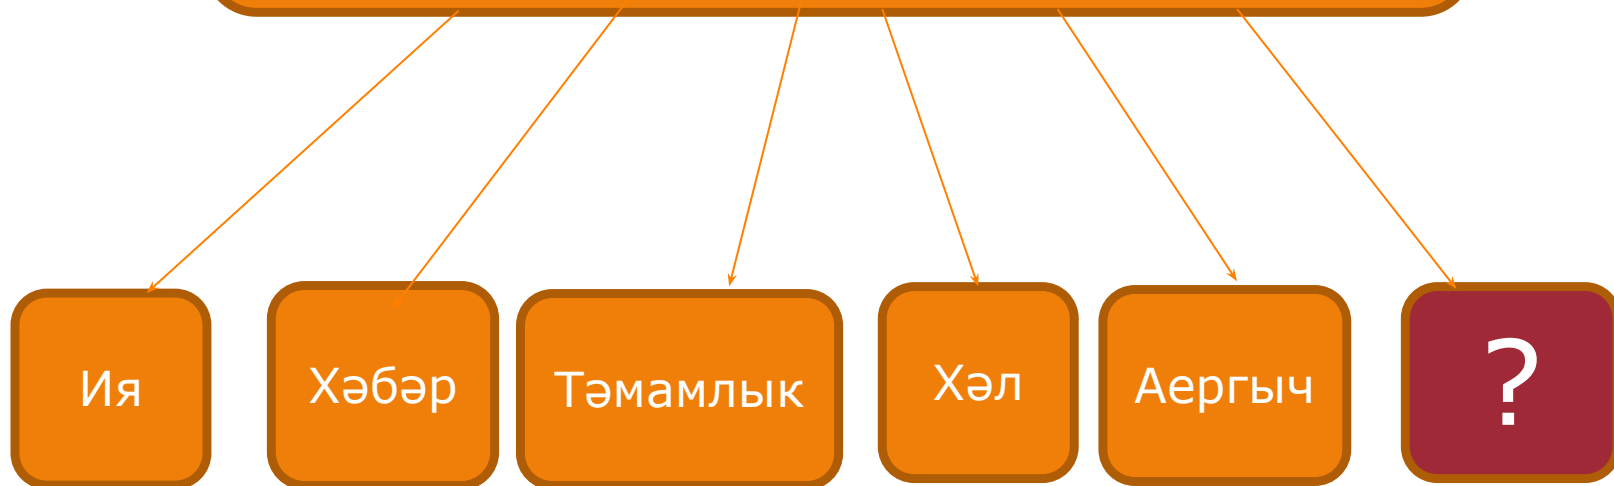 Ия
Хәбәр
Тәмамлык
Хәл
Аергыч
?